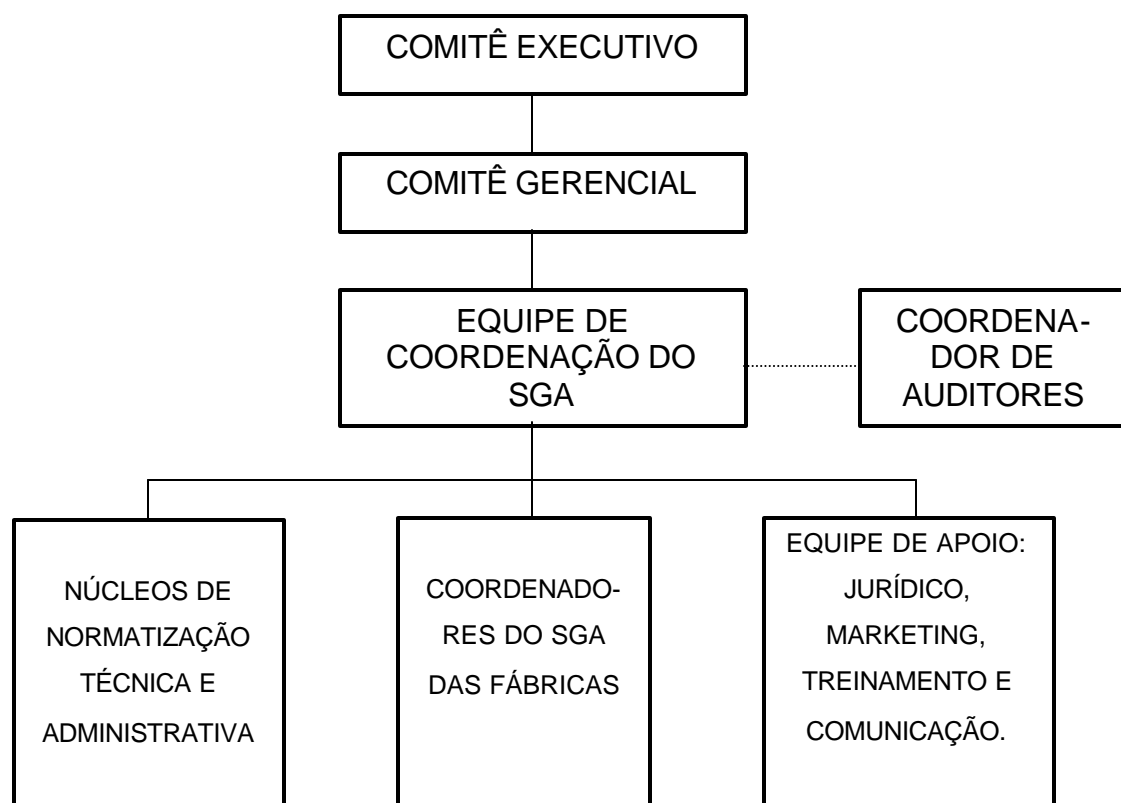 COMITÊ EXECUTIVO
COMITÊ GERENCIAL
EQUIPE DE
COORDENAÇÃO DO
SGA
COORDENA-
DOR DE
AUDITORES
NÚCLEOS DE
NORMATIZAÇÃO
TÉCNICA E
ADMINISTRATIVA
COORDENADO-
RES DO SGA
DAS FÁBRICAS
EQUIPE DE APOIO:
JURÍDICO,
MARKETING,
TREINAMENTO E
COMUNICAÇÃO.